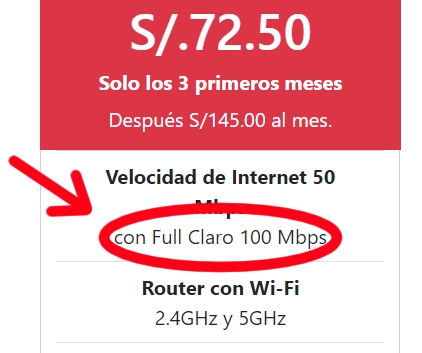 S/.72.50
Solo los 3 primeros meses
Después S/145.00 al mes.
Velocidad de Internet 50
Mbps
con Full Claro 100 Mbps
Router con Wi-Fi
2.4GHz y 5GHz